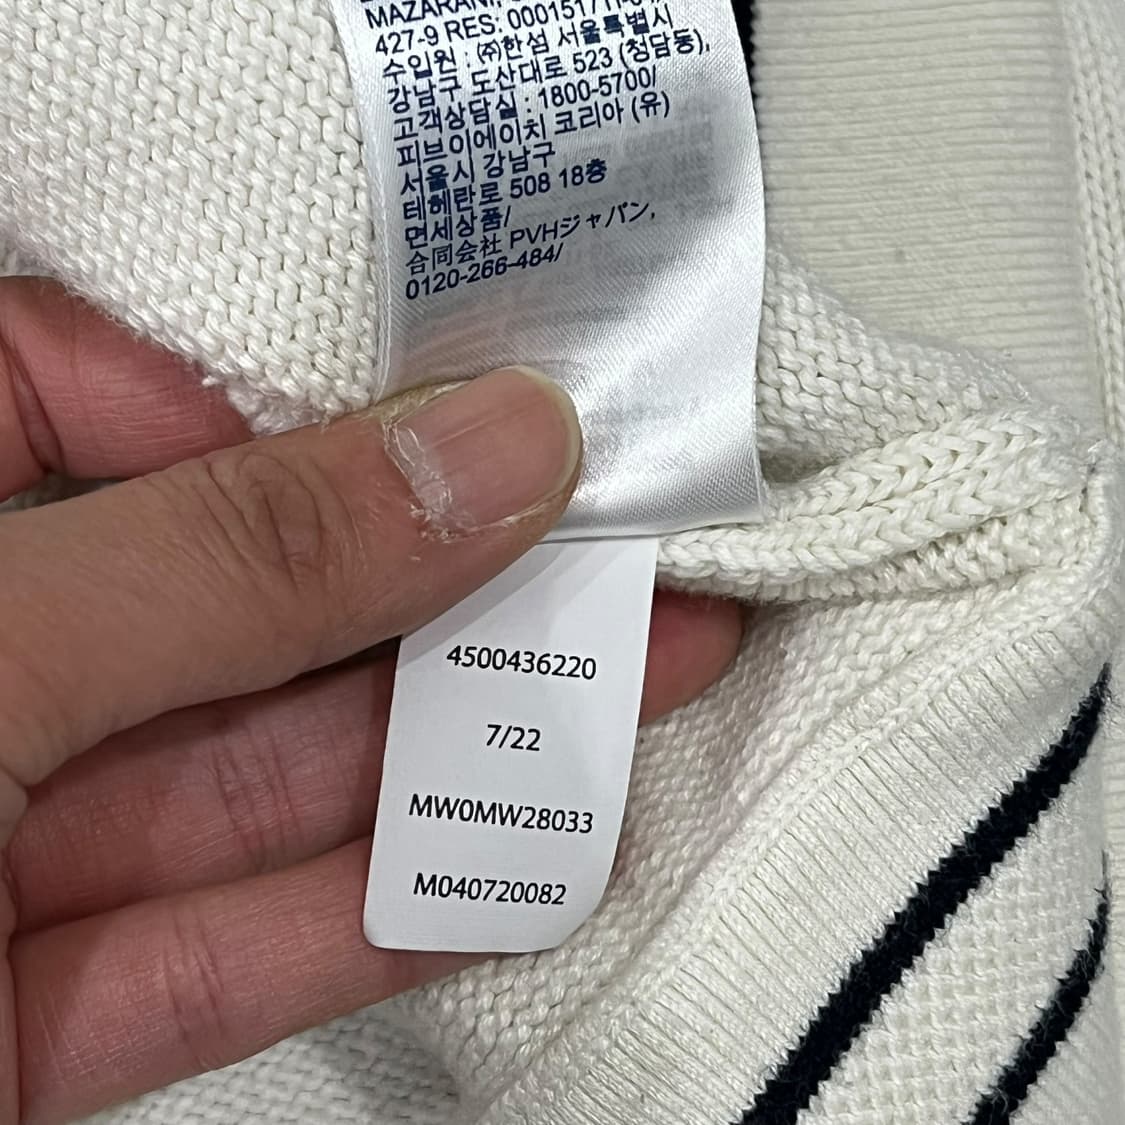 MAZARANI,
427-9 RES: 000151711-
수입원 : ㈜한섬 서울특별시
강남구 도산대로 523 (청담동),
고객상담실 : 1800-5700/
피브이에이치 코리아 (유)
서울시 강남구
테헤란로 508 18층
면세상품/
合同会社 PVHジャパン,
0120-266-484/
4500436220
7/22
MW0MW28033
M040720082